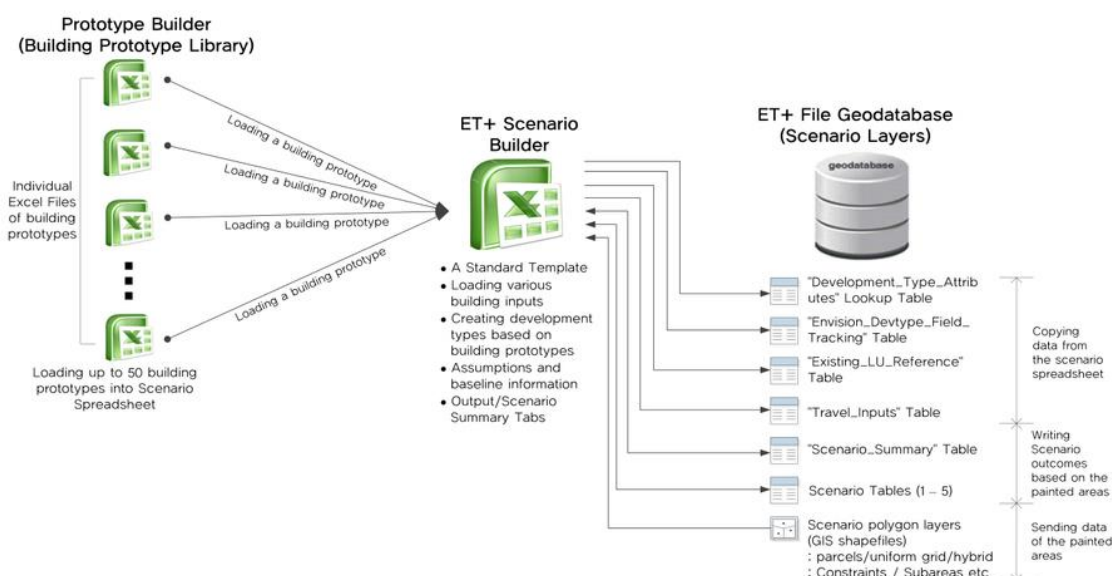 Prototype Builder
(Building Prototype Library)
Individual
Excel Files
of building
prototypes
Loading a building prototype
Loading a building prototype
Loading a building prototype
Loading a building prototype
Loading up to 50 building
prototypes into Scenario
Spreadsheet
ET+ Scenario
Builder
• A Standard Template
• Loading various
building inputs
• Creating development
types based on
building prototypes
• Assumptions and
baseline information
• Output/Scenario
Summary Tabs
ET+ File Geodatabase
(Scenario Layers)
geodatabase
"Development_Type_Attrib
utes" Lookup Table
"Envision_Devtype_Field_
Tracking" Table
"Existing_LU_Reference"
Table
"Travel_Inputs" Table
"Scenario_Summary" Table
Scenario Tables (1 – 5)
Scenario polygon layers
(GIS shapefiles)
: parcels/uniform grid/hybrid
: Constraints / Subareas etc.
Copying
data from
the scenario
spreadsheet
Writing
Scenario
outcomes
based on the
painted areas
Sending data
of the painted
areas